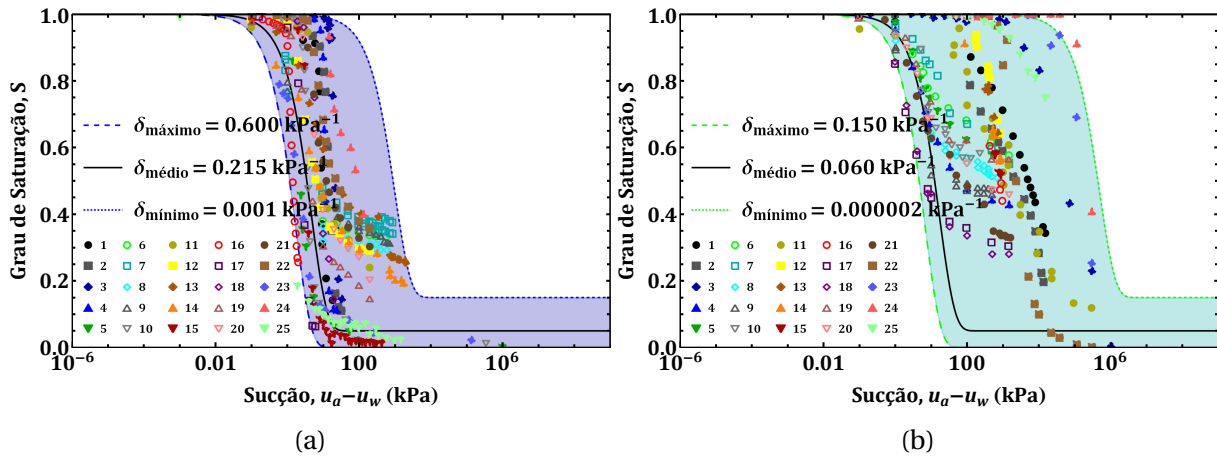 Grau de Saturação, S
1.0
0.8
0.6
0.4
0.2
0.0
δmáximo = 0.600 kPa⁻¹
δmédio = 0.215 kPa⁻¹
δmínimo = 0.001 kPa⁻¹
1 6 11 16 21
2 7 12 17 22
3 8 13 18 23
4 9 14 19 24
5 10 15 20 25
10⁻⁶ 0.01 100 10⁶
Sucção, uₐ−u_w (kPa)
(a)
Grau de Saturação, S
1.0
0.8
0.6
0.4
0.2
0.0
δmáximo = 0.150 kPa⁻¹
δmédio = 0.060 kPa⁻¹
δmínimo = 0.000002 kPa⁻¹
1 6 11 16 21
2 7 12 17 22
3 8 13 18 23
4 9 14 19 24
5 10 15 20 25
10⁻⁶ 0.01 100 10⁶
Sucção, uₐ−u_w (kPa)
(b)